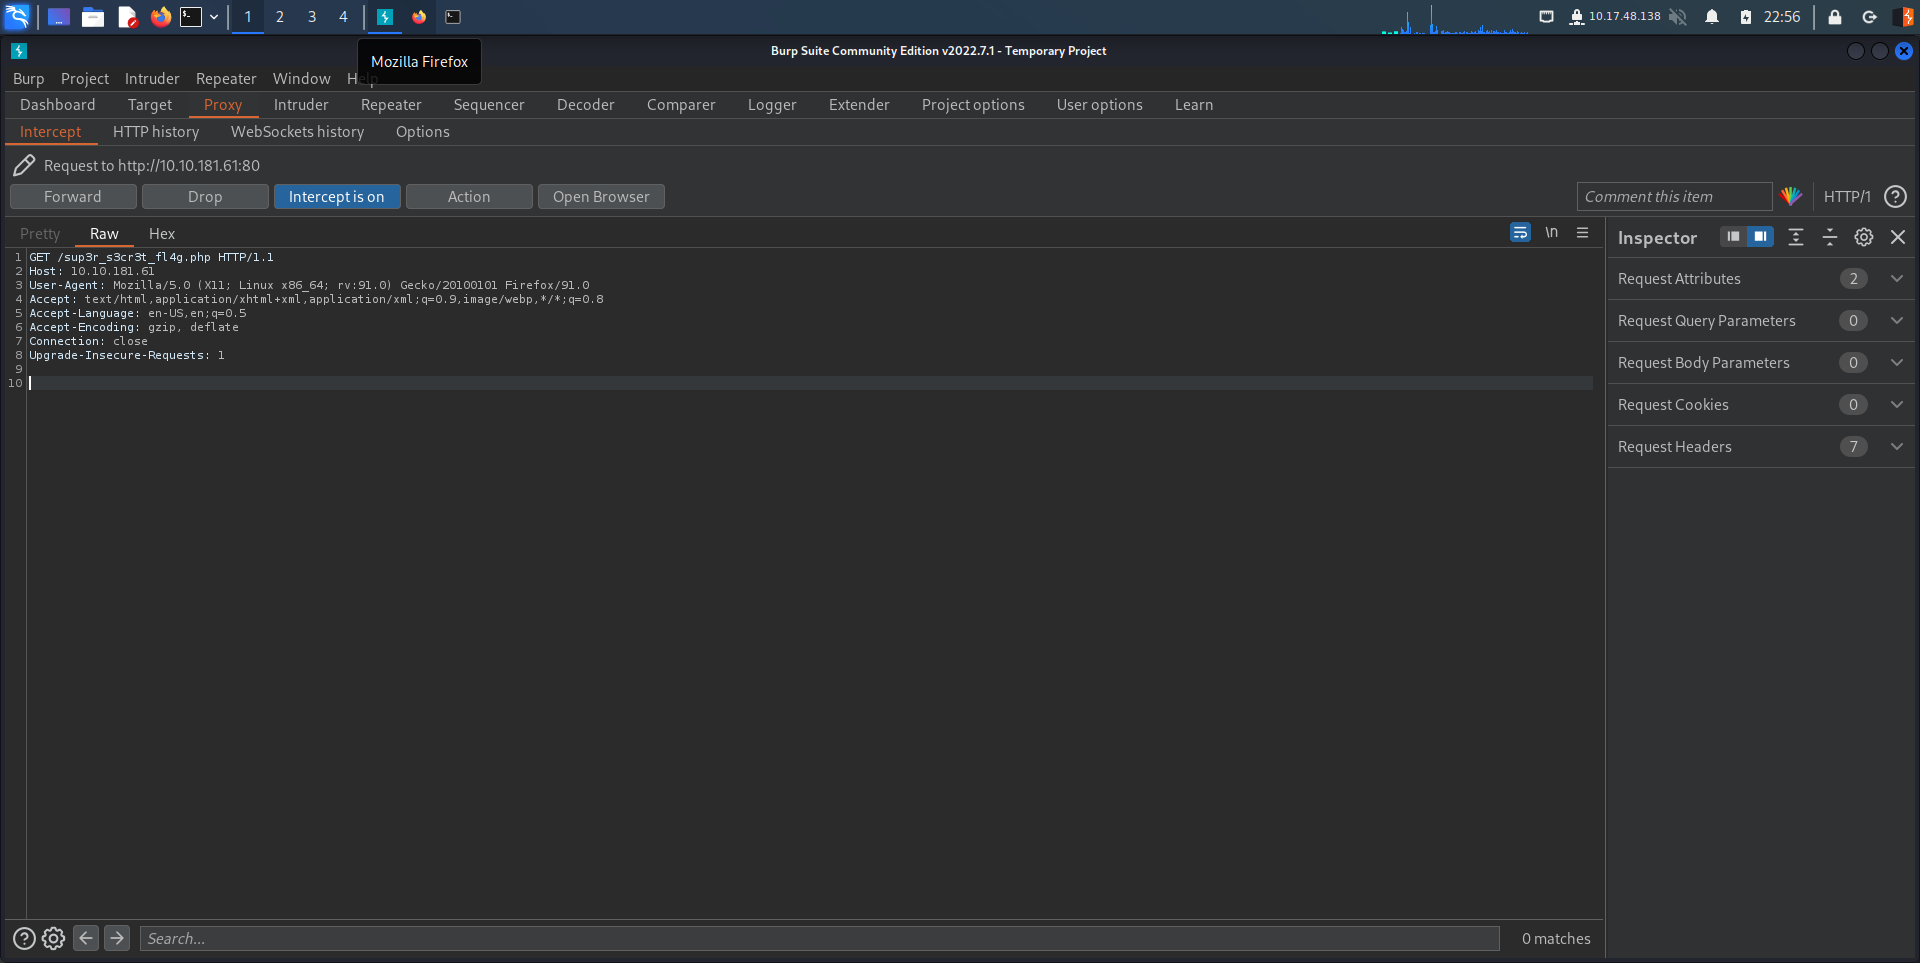 1 2 3 4 10.17.48.138 22:56
Burp Suite Community Edition v2022.7.1 - Temporary Project
Mozilla Firefox
Burp Project Intruder Repeater Window Help
Dashboard Target Proxy Intruder Repeater Sequencer Decoder Comparer Logger Extender Project options User options Learn
Intercept HTTP history WebSockets history Options
Request to http://10.10.181.61:80
Forward Drop Intercept is on Action Open Browser Comment this item HTTP/1
Pretty Raw Hex \n
1 GET /sup3r_s3cr3t_fl4g.php HTTP/1.1
2 Host: 10.10.181.61
3 User-Agent: Mozilla/5.0 (X11; Linux x86_64; rv:91.0) Gecko/20100101 Firefox/91.0
4 Accept: text/html,application/xhtml+xml,application/xml;q=0.9,image/webp,*/*;q=0.8
5 Accept-Language: en-US,en;q=0.5
6 Accept-Encoding: gzip, deflate
7 Connection: close
8 Upgrade-Insecure-Requests: 1
9
10
Inspector
Request Attributes 2
Request Query Parameters 0
Request Body Parameters 0
Request Cookies 0
Request Headers 7
Search... 0 matches